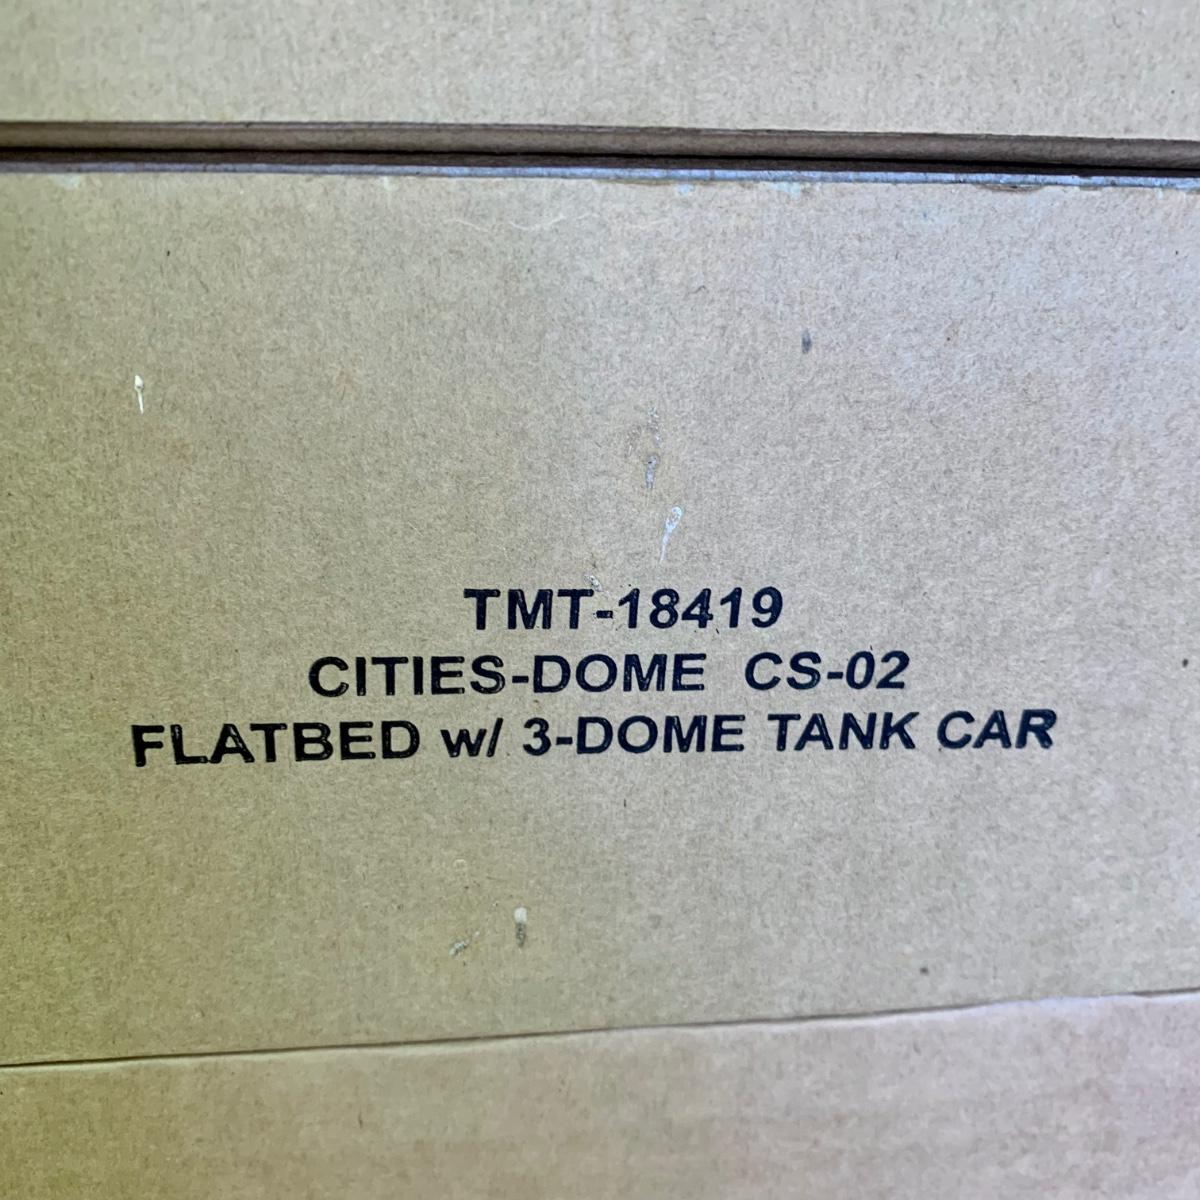 TMT-18419
CITIES-DOME CS-02
FLATBED w/ 3-DOME TANK CAR